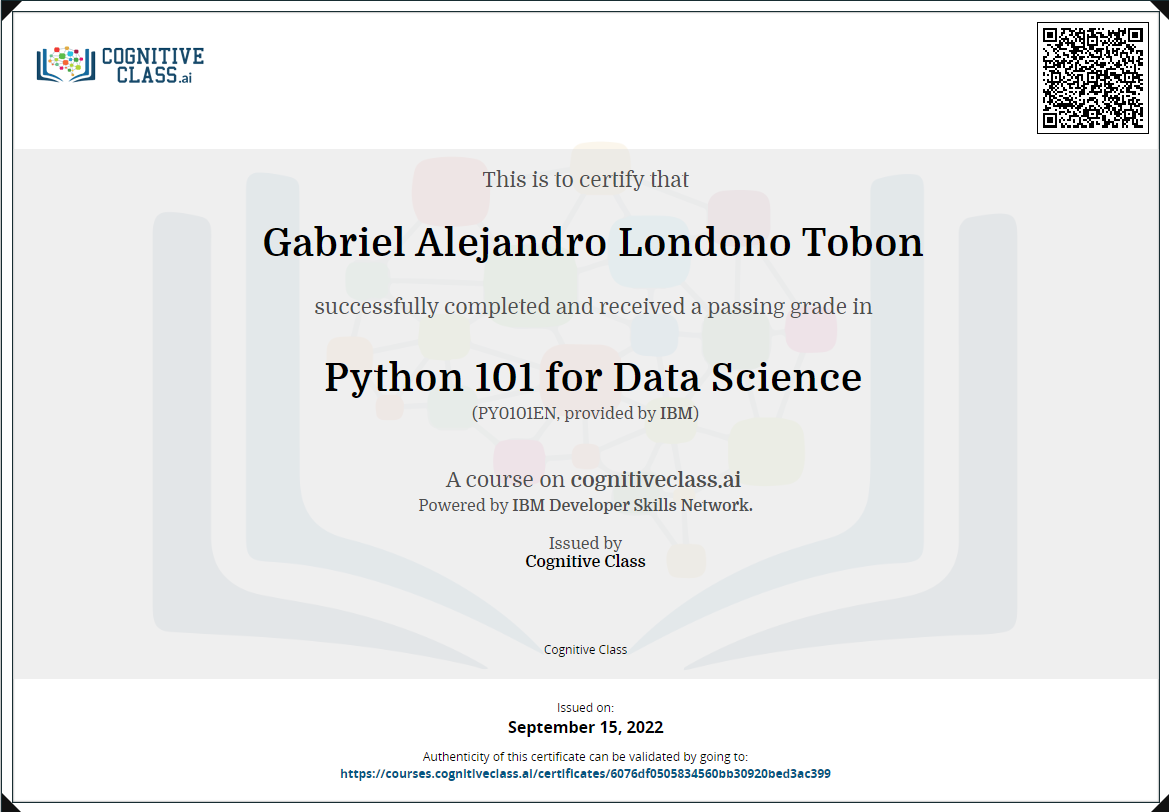 COGNITIVE
CLASS.ai
This is to certify that
Gabriel Alejandro Londono Tobon
successfully completed and received a passing grade in
Python 101 for Data Science
(PY0101EN, provided by IBM)
A course on cognitiveclass.ai
Powered by IBM Developer Skills Network.
Issued by
Cognitive Class
Cognitive Class
Issued on:
September 15, 2022
Authenticity of this certificate can be validated by going to:
https://courses.cognitiveclass.ai/certificates/6076df0505834560bb30920bed3ac399